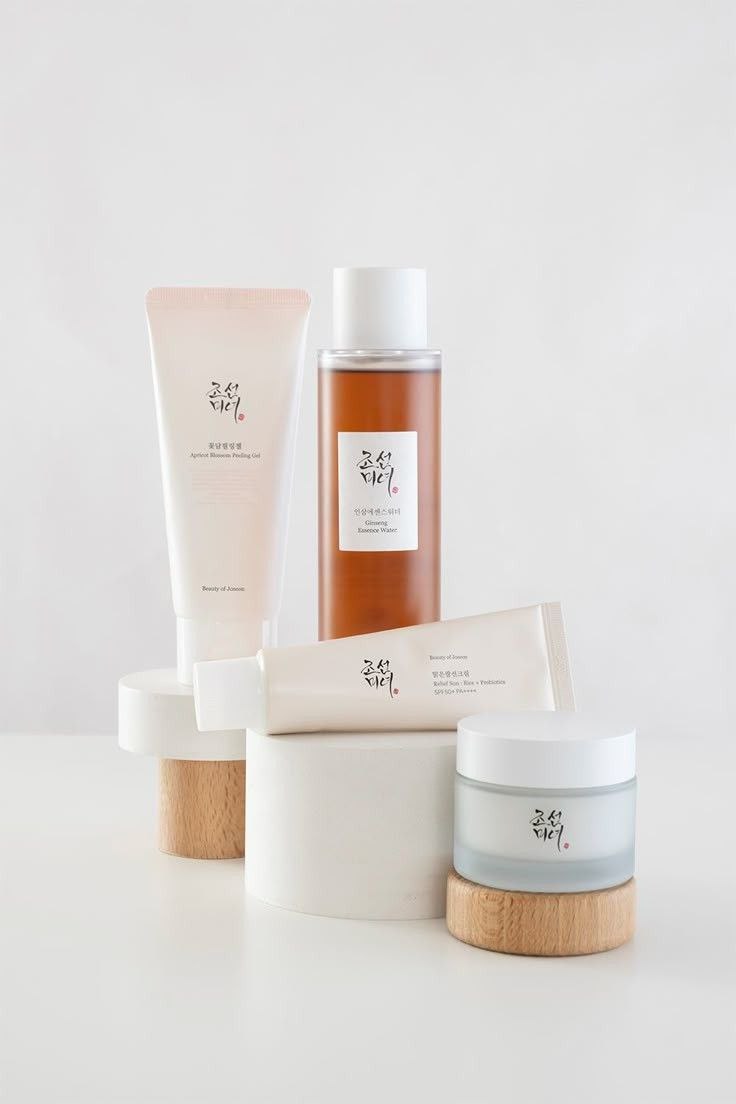 조선
미녀
꽃담필링젤
Apricot Blossom Peeling Gel
Beauty of Joseon
조선
미녀
인삼에센스워터
Ginseng
Essence Water
조선
미녀
Beauty of Joseon
맑은쌀선크림
Relief Sun : Rice + Probiotics
SPF50+ PA++++
조선
미녀